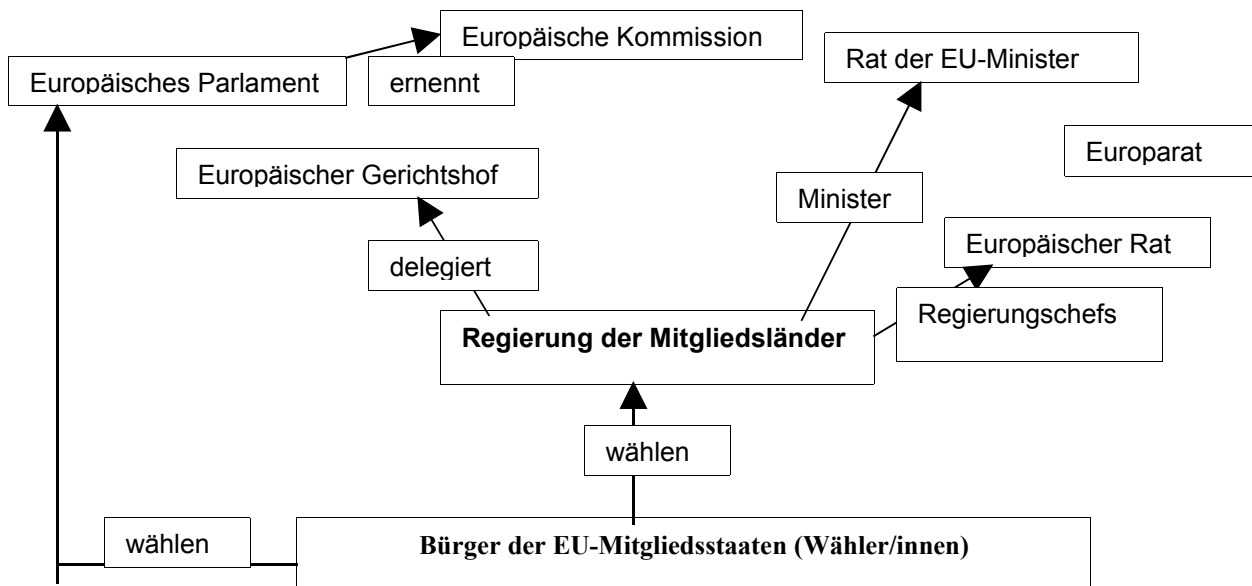 Europäische Kommission
Rat der EU-Minister
Europäisches Parlament
ernennt
Europarat
Europäischer Gerichtshof
Minister
Europäischer Rat
delegiert
Regierungschefs
Regierung der Mitgliedsländer
wählen
wählen
Bürger der EU-Mitgliedsstaaten (Wähler/innen)